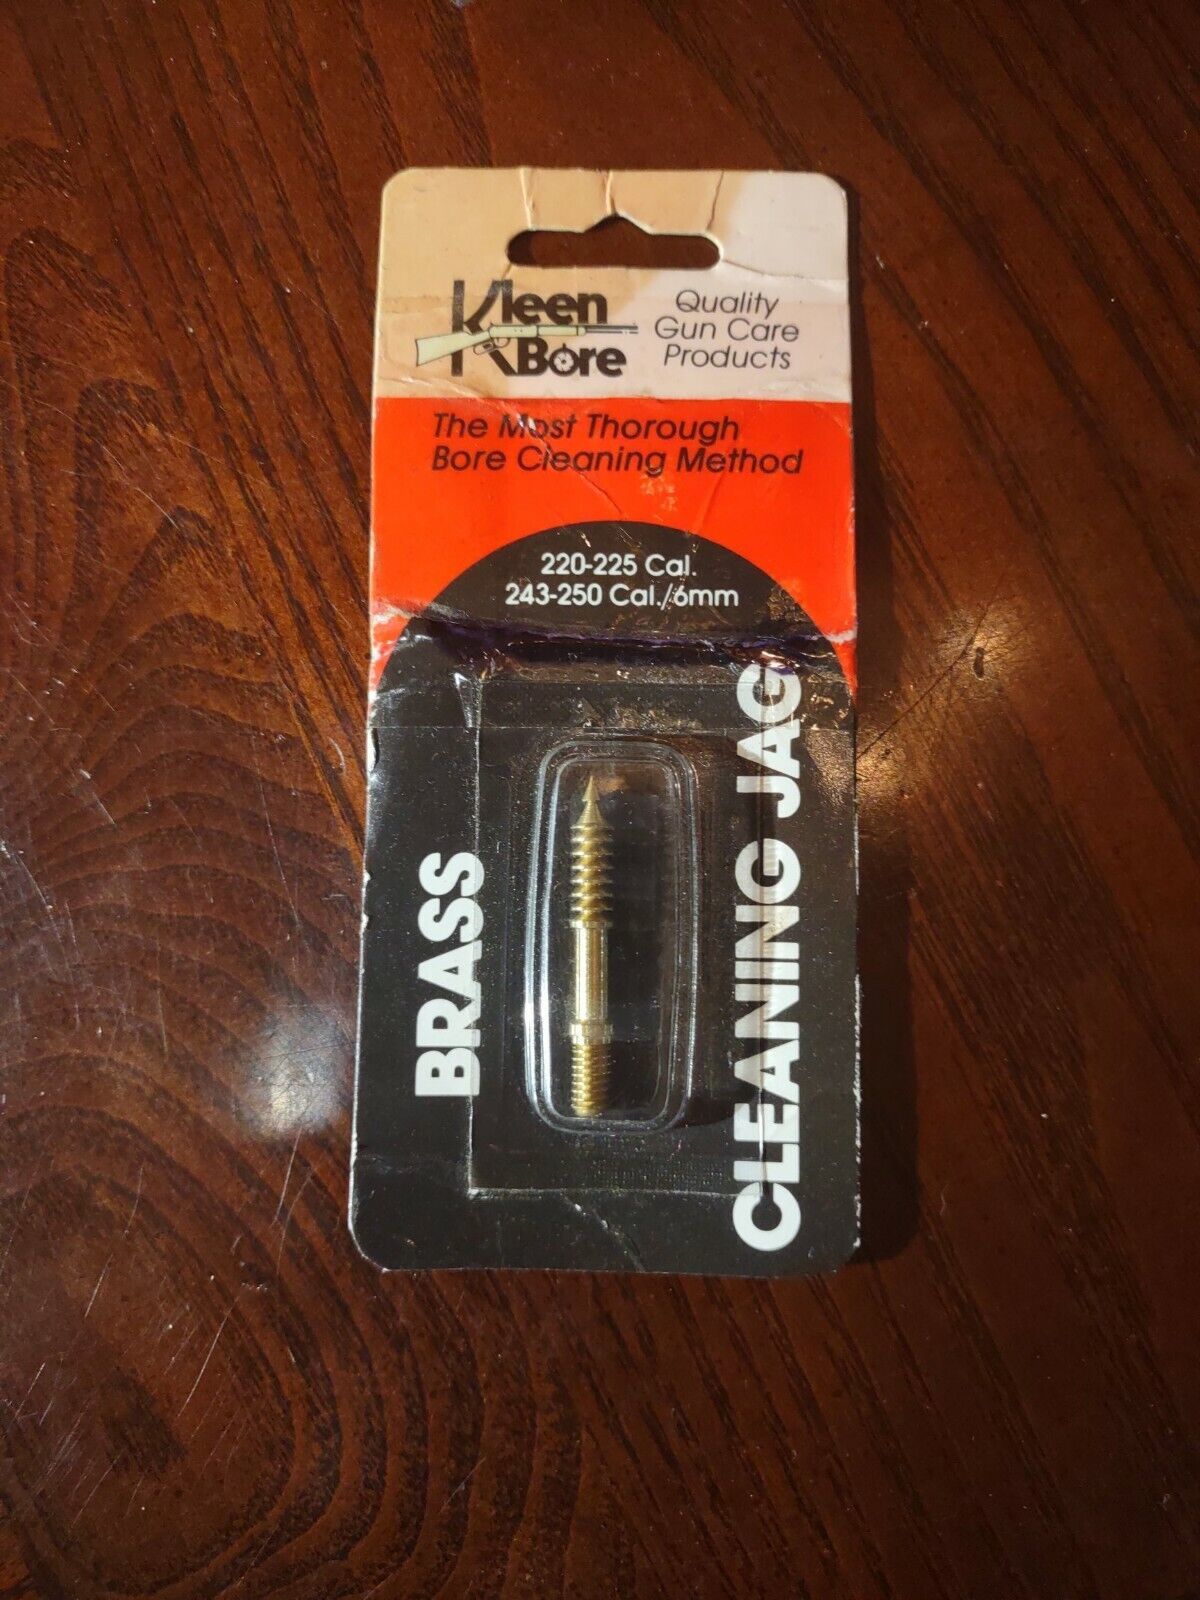 Kleen
Bore
Quality
Gun Care
Products
The Most Thorough
Bore Cleaning Method
220-225 Cal.
243-250 Cal./6mm
BRASS
CLEANING JAG